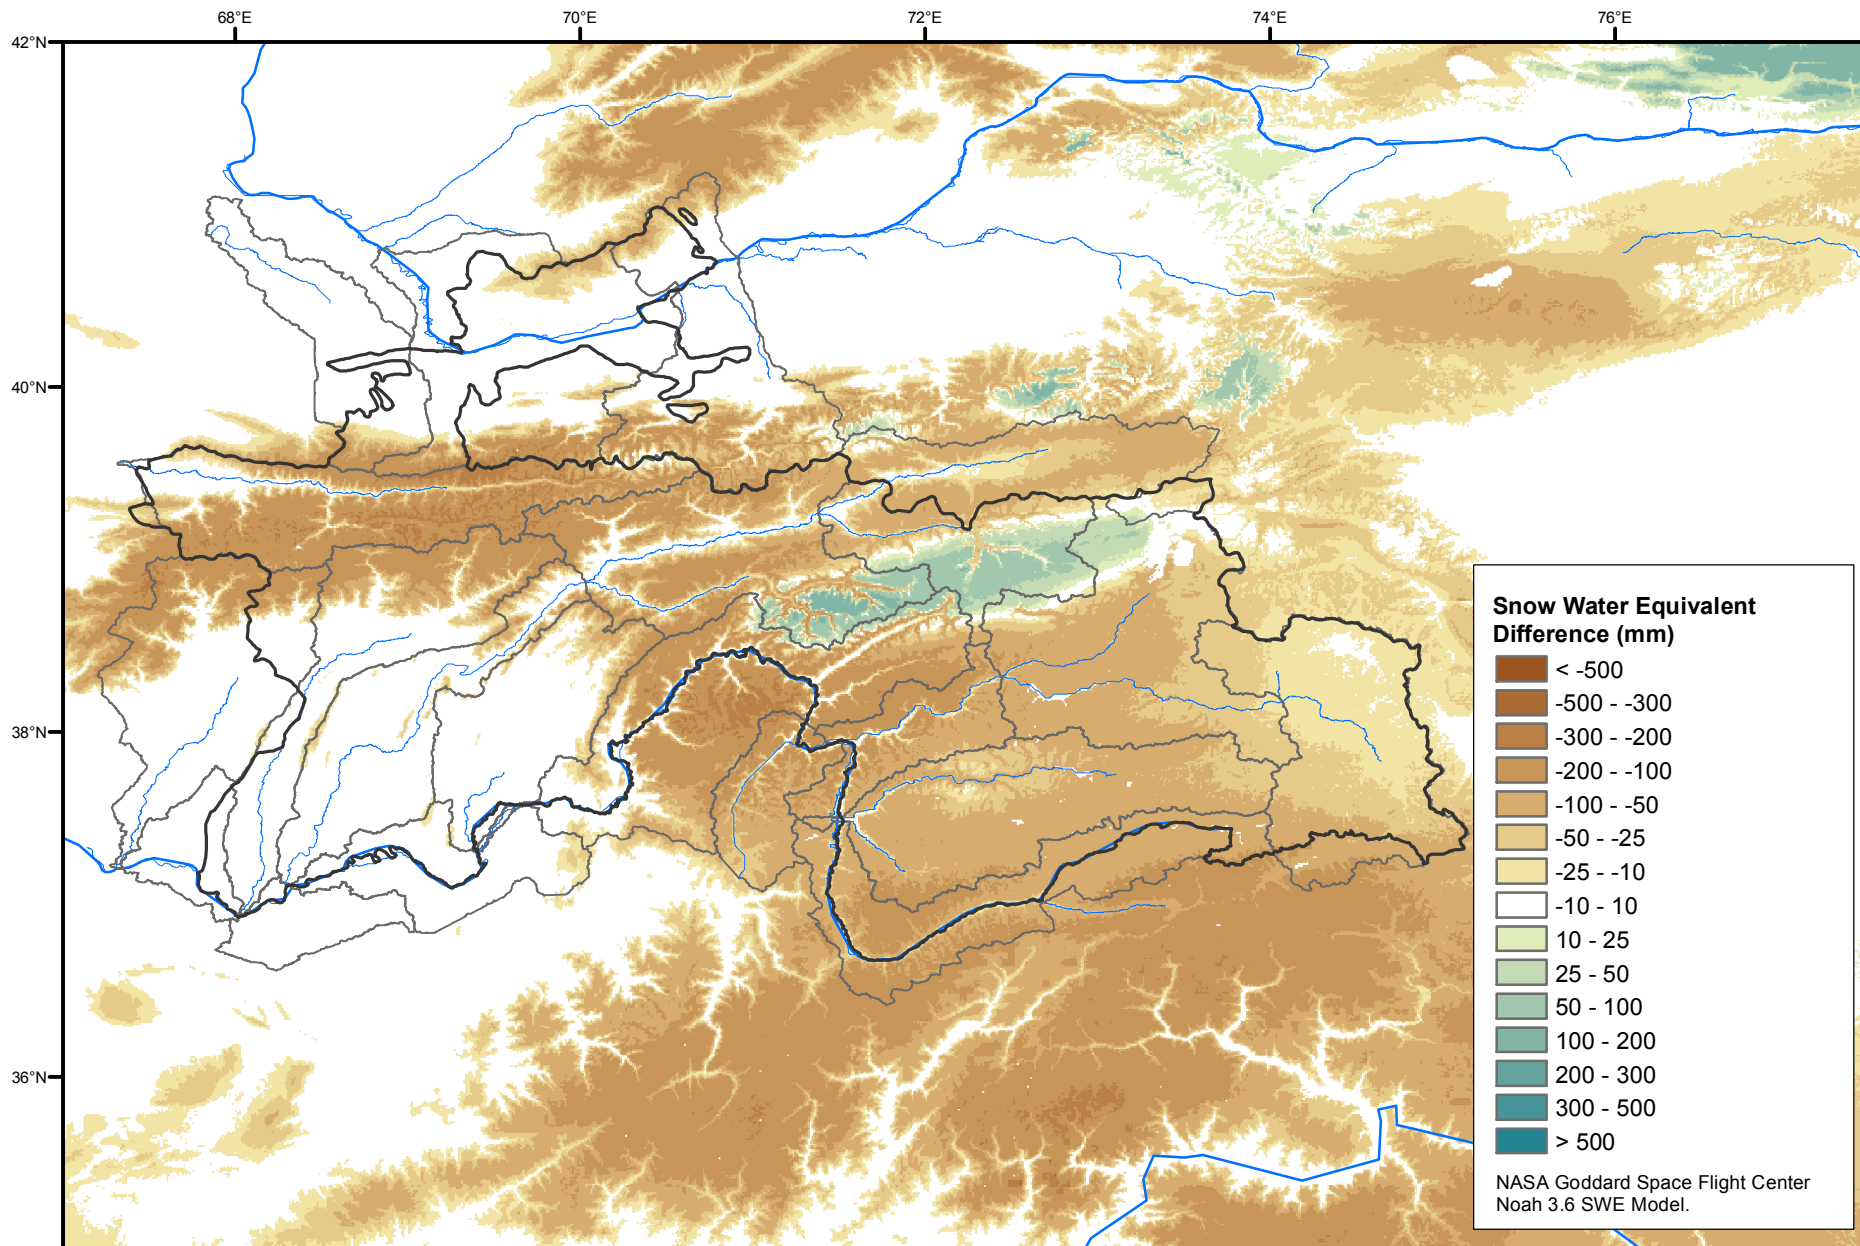 68°E 70°E 72°E 74°E 76°E
42°N
40°N
38°N
36°N
Snow Water Equivalent
Difference (mm)
< -500
-500 - -300
-300 - -200
-200 - -100
-100 - -50
-50 - -25
-25 - -10
-10 - 10
10 - 25
25 - 50
50 - 100
100 - 200
200 - 300
300 - 500
> 500
NASA Goddard Space Flight Center
Noah 3.6 SWE Model.